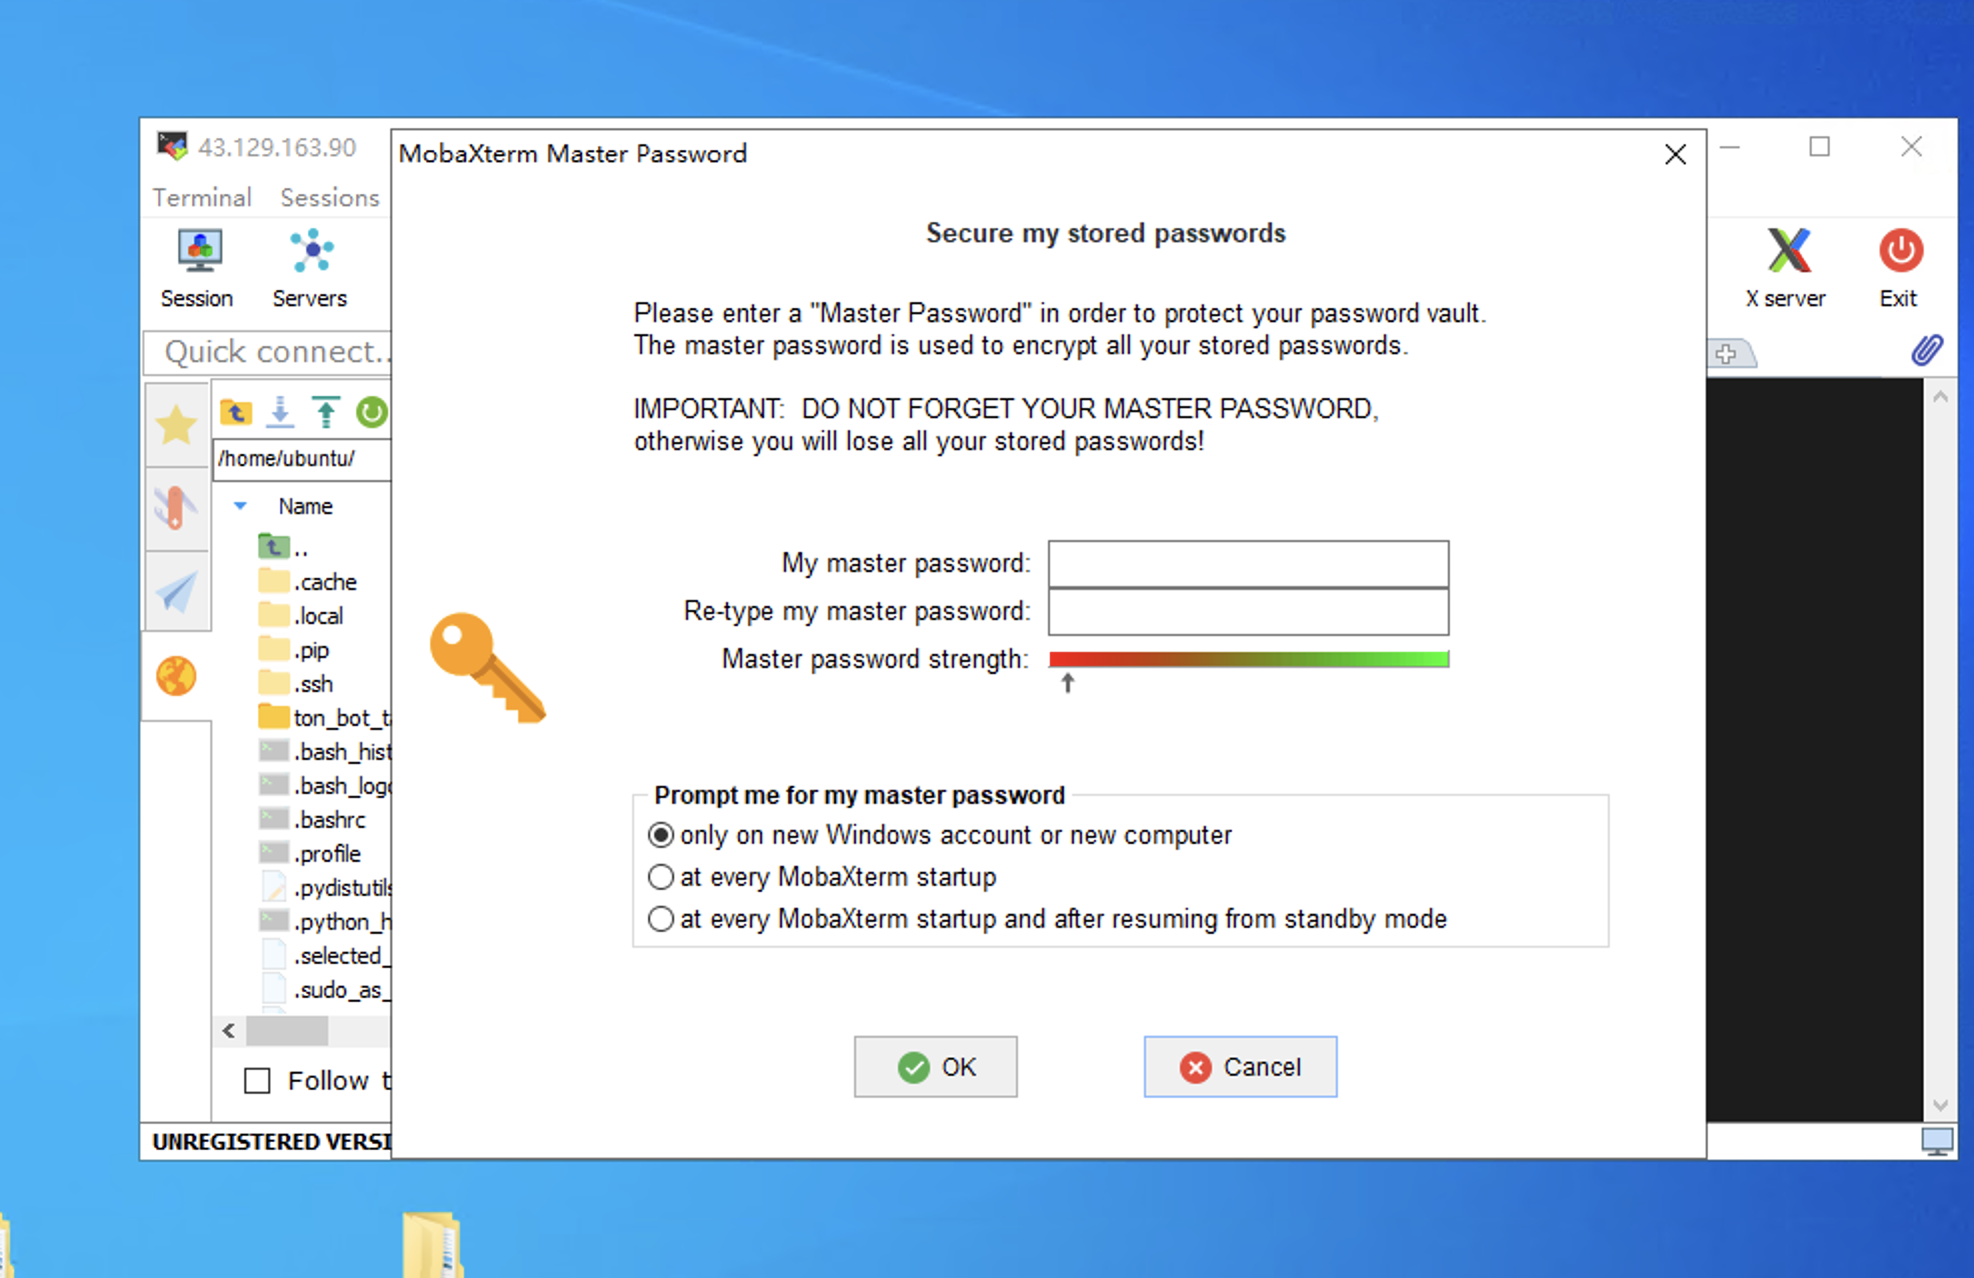 43.129.163.90
MobaXterm Master Password
Terminal Sessions
Session Servers
X server Exit
Quick connect..
/home/ubuntu/
Name
..
.cache
.local
.pip
.ssh
ton_bot_t
.bash_hist
.bash_logo
.bashrc
.profile
.pydistutils
.python_h
.selected_
.sudo_as_
Follow t
UNREGISTERED VERSI
Secure my stored passwords
Please enter a "Master Password" in order to protect your password vault.
The master password is used to encrypt all your stored passwords.
IMPORTANT: DO NOT FORGET YOUR MASTER PASSWORD,
otherwise you will lose all your stored passwords!
My master password:
Re-type my master password:
Master password strength:
Prompt me for my master password
only on new Windows account or new computer
at every MobaXterm startup
at every MobaXterm startup and after resuming from standby mode
OK
Cancel